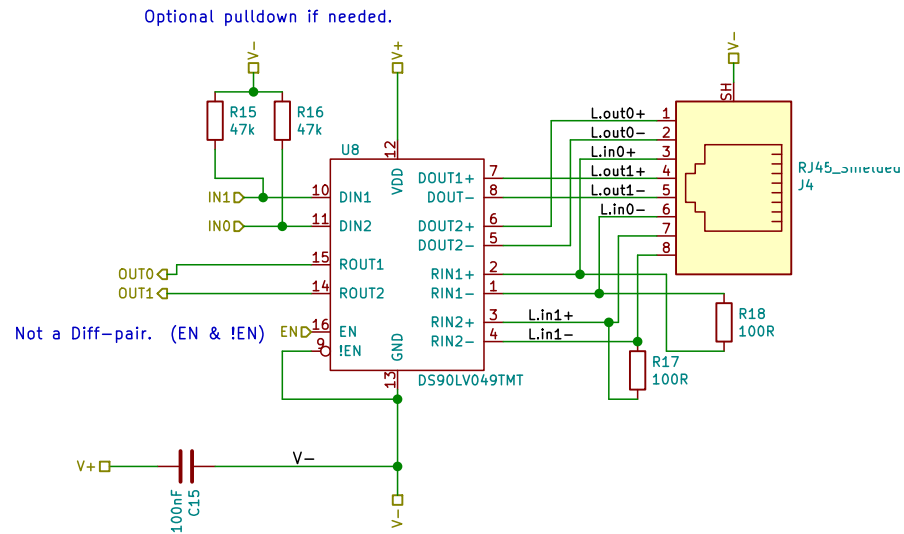 Optional pulldown if needed.
V-
V+
V-
SH
R15
47k
R16
47k
U8
12
VDD
L.out0+
L.out0-
L.in0+
L.out1+
L.out1-
L.in0-
1
2
3
4
5
6
7
8
J4
IN1
10
DIN1
DOUT1+
7
DOUT-
8
IN0
11
DIN2
DOUT2+
6
DOUT2-
5
OUT0
15
ROUT1
RIN1+
2
OUT1
14
ROUT2
RIN1-
1
Not a Diff-pair. (EN & !EN)
EN
16
EN
RIN2+
3
L.in1+
9
!EN
RIN2-
4
L.in1-
GND
13
DS90LV049TMT
R18
100R
R17
100R
V+
V-
100nF
C15
V-